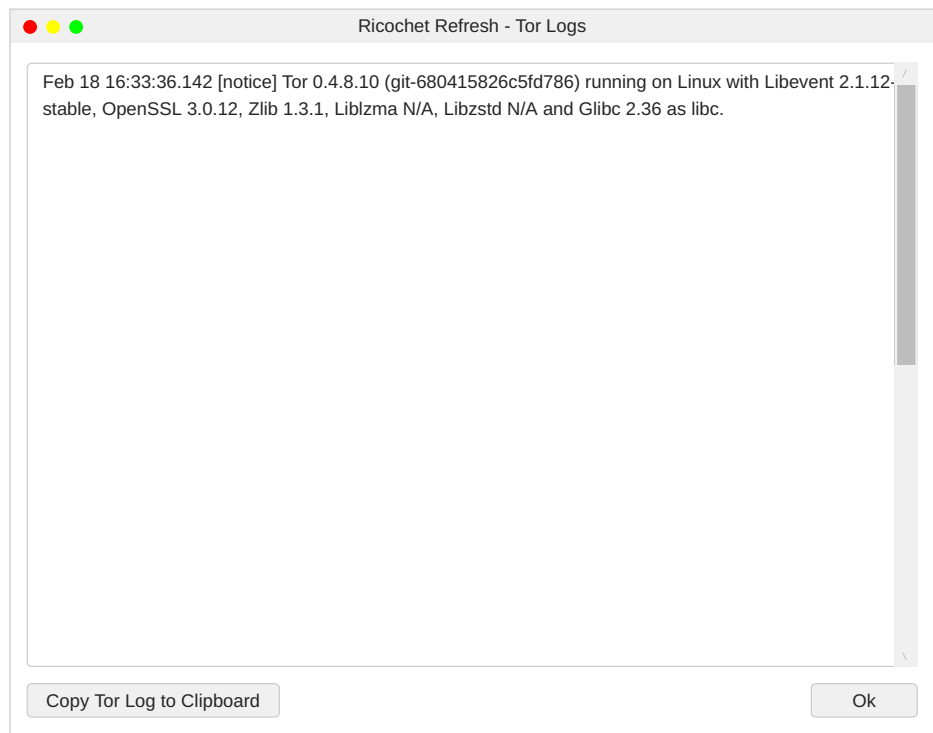 Ricochet Refresh - Tor Logs
Feb 18 16:33:36.142 [notice] Tor 0.4.8.10 (git-680415826c5fd786) running on Linux with Libevent 2.1.12-
stable, OpenSSL 3.0.12, Zlib 1.3.1, Liblzma N/A, Libzstd N/A and Glibc 2.36 as libc.
Copy Tor Log to Clipboard
Ok